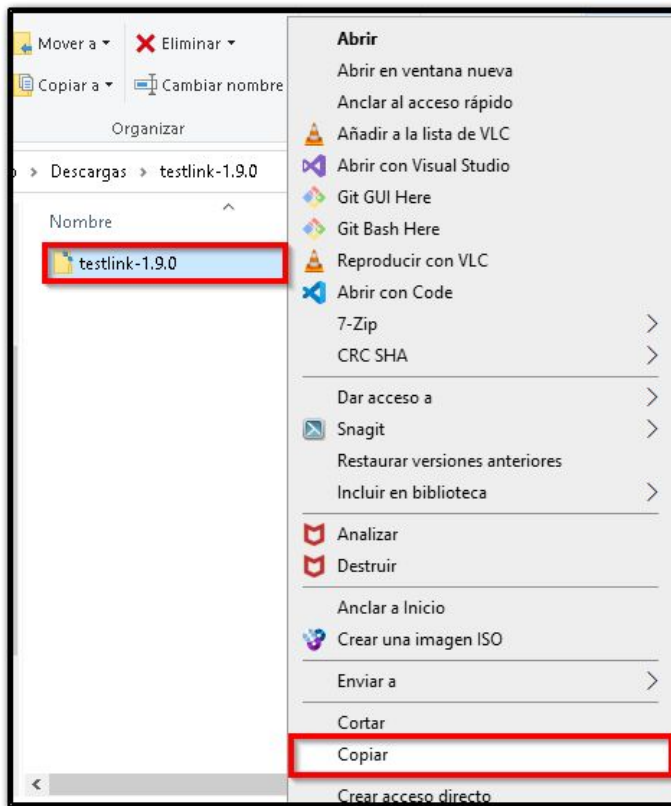 Mover a
Eliminar
Copiar a
Cambiar nombre
Organizar
Descargas > testlink-1.9.0
Nombre
testlink-1.9.0
Abrir
Abrir en ventana nueva
Anclar al acceso rápido
Añadir a la lista de VLC
Abrir con Visual Studio
Git GUI Here
Git Bash Here
Reproducir con VLC
Abrir con Code
7-Zip
CRC SHA
Dar acceso a
Snagit
Restaurar versiones anteriores
Incluir en biblioteca
Analizar
Destruir
Anclar a Inicio
Crear una imagen ISO
Enviar a
Cortar
Copiar
Crear acceso directo